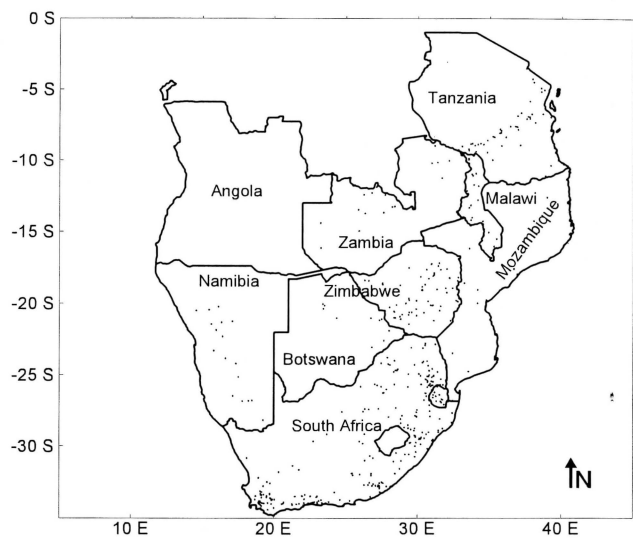 0 S
-5 S
-10 S
-15 S
-20 S
-25 S
-30 S
Tanzania
Angola
Malawi
Zambia
Mozambique
Namibia
Zimbabwe
Botswana
South Africa
N
10 E
20 E
30 E
40 E